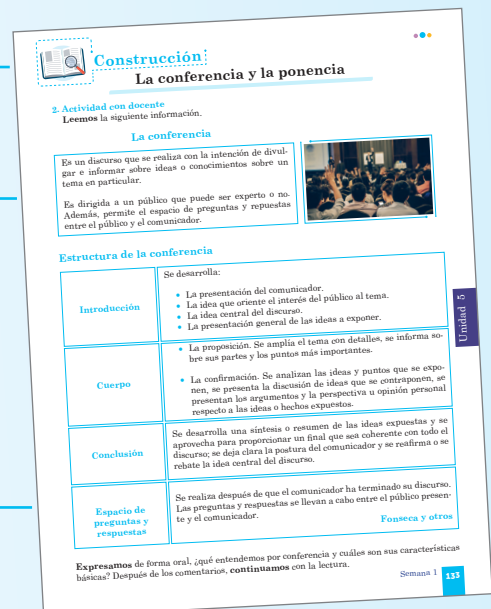 Construcción
La conferencia y la ponencia
2. Actividad con docente
Leemos la siguiente información.
La conferencia
Es un discurso que se realiza con la intención de divul-
gar e informar sobre ideas o conocimientos sobre un
tema en particular.
Es dirigida a un público que puede ser experto o no.
Además, permite el espacio de preguntas y repuestas
entre el público y el comunicador.
Estructura de la conferencia
Introducción
Se desarrolla:
• La presentación del comunicador.
• La idea que oriente el interés del público al tema.
• La idea central del discurso.
• La presentación general de las ideas a exponer.
Cuerpo
• La proposición. Se amplía el tema con detalles, se informa so-
bre sus partes y los puntos más importantes.
• La confirmación. Se analizan las ideas y puntos que se expo-
nen, se presenta la discusión de ideas que se contraponen, se
presentan los argumentos y la perspectiva u opinión personal
respecto a las ideas o hechos expuestos.
Conclusión
Se desarrolla una síntesis o resumen de las ideas expuestas y se
aprovecha para proporcionar un final que sea coherente con todo el
discurso; se deja clara la postura del comunicador y se reafirma o se
rebate la idea central del discurso.
Espacio de
preguntas y
respuestas
Se realiza después de que el comunicador ha terminado su discurso.
Las preguntas y respuestas se llevan a cabo entre el público presen-
te y el comunicador.
Fonseca y otros
Expresamos de forma oral, ¿qué entendemos por conferencia y cuáles son sus características
básicas? Después de los comentarios, continuamos con la lectura.
Unidad 5
Semana 1
133